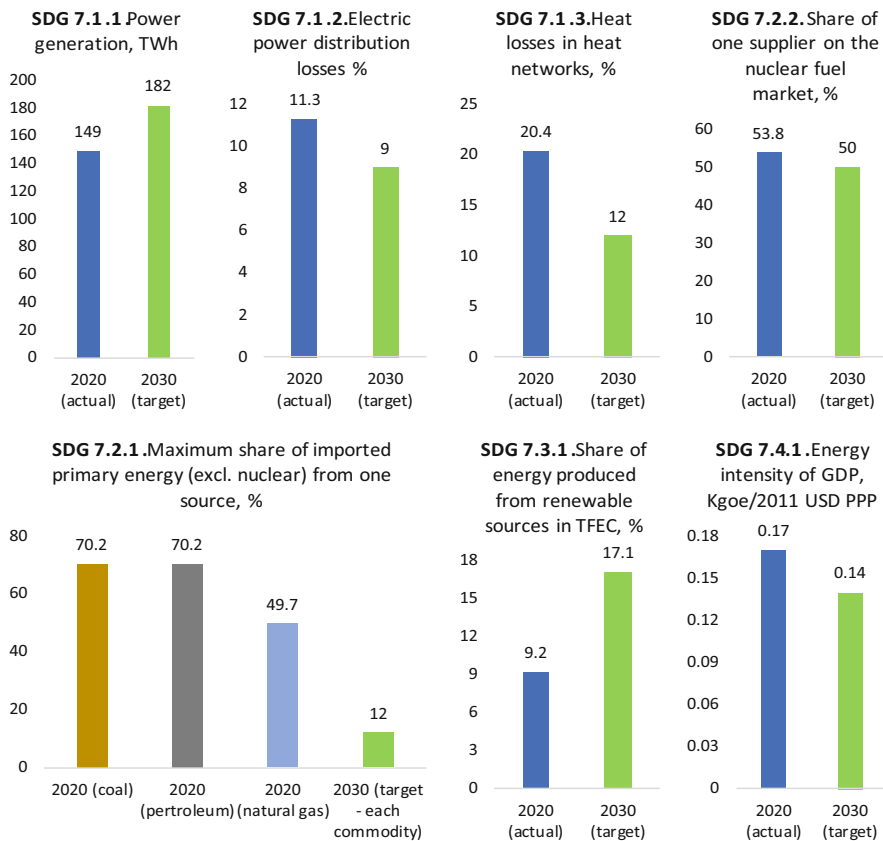 SDG 7.1.1.Power
generation, TWh
200
180
160
140
120
100
80
60
40
20
0
149
182
2020
(actual)
2030
(target)
SDG 7.1.2.Electric
power distribution
losses %
12
10
8
6
4
2
0
11.3
9
2020
(actual)
2030
(target)
SDG 7.1.3.Heat
losses in heat
networks, %
25
20
15
10
5
0
20.4
12
2020
(actual)
2030
(target)
SDG 7.2.2. Share of
one supplier on the
nuclear fuel
market, %
60
50
40
30
20
10
0
53.8
50
2020
(actual)
2030
(target)
SDG 7.2.1.Maximum share of imported
primary energy (excl. nuclear) from one
source, %
80
60
40
20
0
70.2
70.2
49.7
12
2020 (coal)
2020
(pertroleum)
2020
(natural gas)
2030 (target
- each
commodity)
SDG 7.3.1.Share of
energy produced
from renewable
sources in TFEC, %
18
15
12
9
6
3
0
9.2
17.1
2020
(actual)
2030
(target)
SDG 7.4.1.Energy
intensity of GDP,
Kgoe/2011 USD PPP
0.18
0.15
0.12
0.09
0.06
0.03
0
0.17
0.14
2020
(actual)
2030
(target)